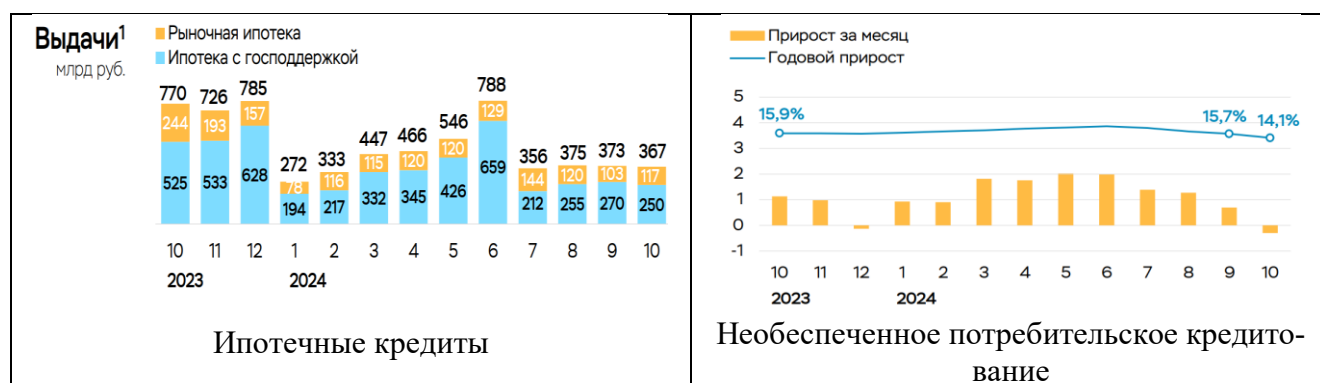 Выдачи¹
млрд руб.
Рыночная ипотека
Ипотека с господдержкой
770 726 785 272 333 447 466 546 788 356 375 373 367
244 193 157 78 116 115 120 120 129 144 120 103 117
525 533 628 194 217 332 345 426 659 212 255 270 250
10 11 12 1 2 3 4 5 6 7 8 9 10
2023 2024
Ипотечные кредиты
Прирост за месяц
Годовой прирост
5
4
3
2
1
0
-1
15,9% 15,7% 14,1%
10 11 12 1 2 3 4 5 6 7 8 9 10
2023 2024
Необеспеченное потребительское кредито-
вание